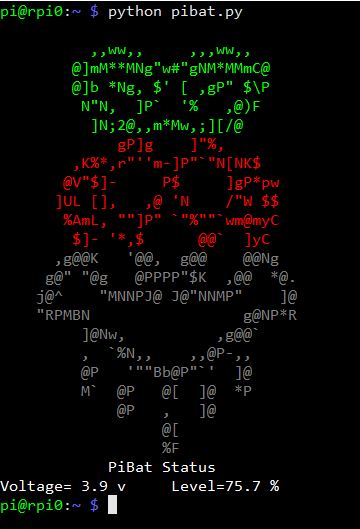 pi@rpi0:~ $ python pibat.py
,,ww,,      ,,,ww,,
@]mM**MNg"w#"gNM*MMmC@
@]b *Ng, $' [ ,gP" $\P
N"N,  ]P`  '%   ,@)F
]N;2@,,m*Mw,;][/@
gP]g    ]"%,
,K%*,r"''m-]P"`"N[NK$
@V"$]-     P$      ]gP*pw
]UL [],    ,@ 'N    /"W $$
%AmL, ""]P" `"%""`wm@myC
$]- '*,$       @@`  ]yC
,g@@K   '@@,  g@@    @@Ng
g@" "@g   @PPPP"$K  ,@@  *@.
j@^    "MNNPJ@ J@"NNMP"    ]@
"RPMBN                   g@NP*R
]@Nw,            ,g@@`
,  `%N,,    ,,@P-,,
@P   '""Bb@P"`'  ]@
M`  @P   @[  ]@  *P
@P   ,   ]@
@[
%F
PiBat Status
Voltage= 3.9 v     Level=75.7 %
pi@rpi0:~ $